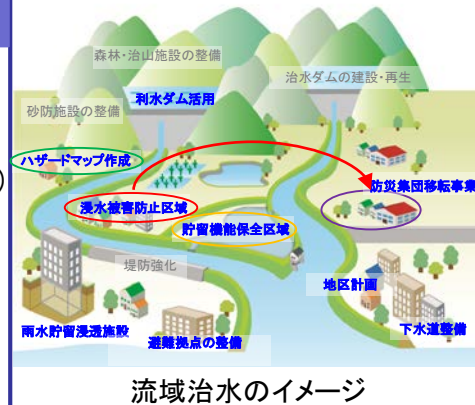 森林・治山施設の整備
治水ダムの建設・再生
砂防施設の整備
利水ダム活用
ハザードマップ作成
)
防災集団移転事業
浸水被害防止区域
貯留機能保全区域
堤防強化
地区計画
雨水貯留浸透施設
避難拠点の整備
下水道整備
流域治水のイメージ